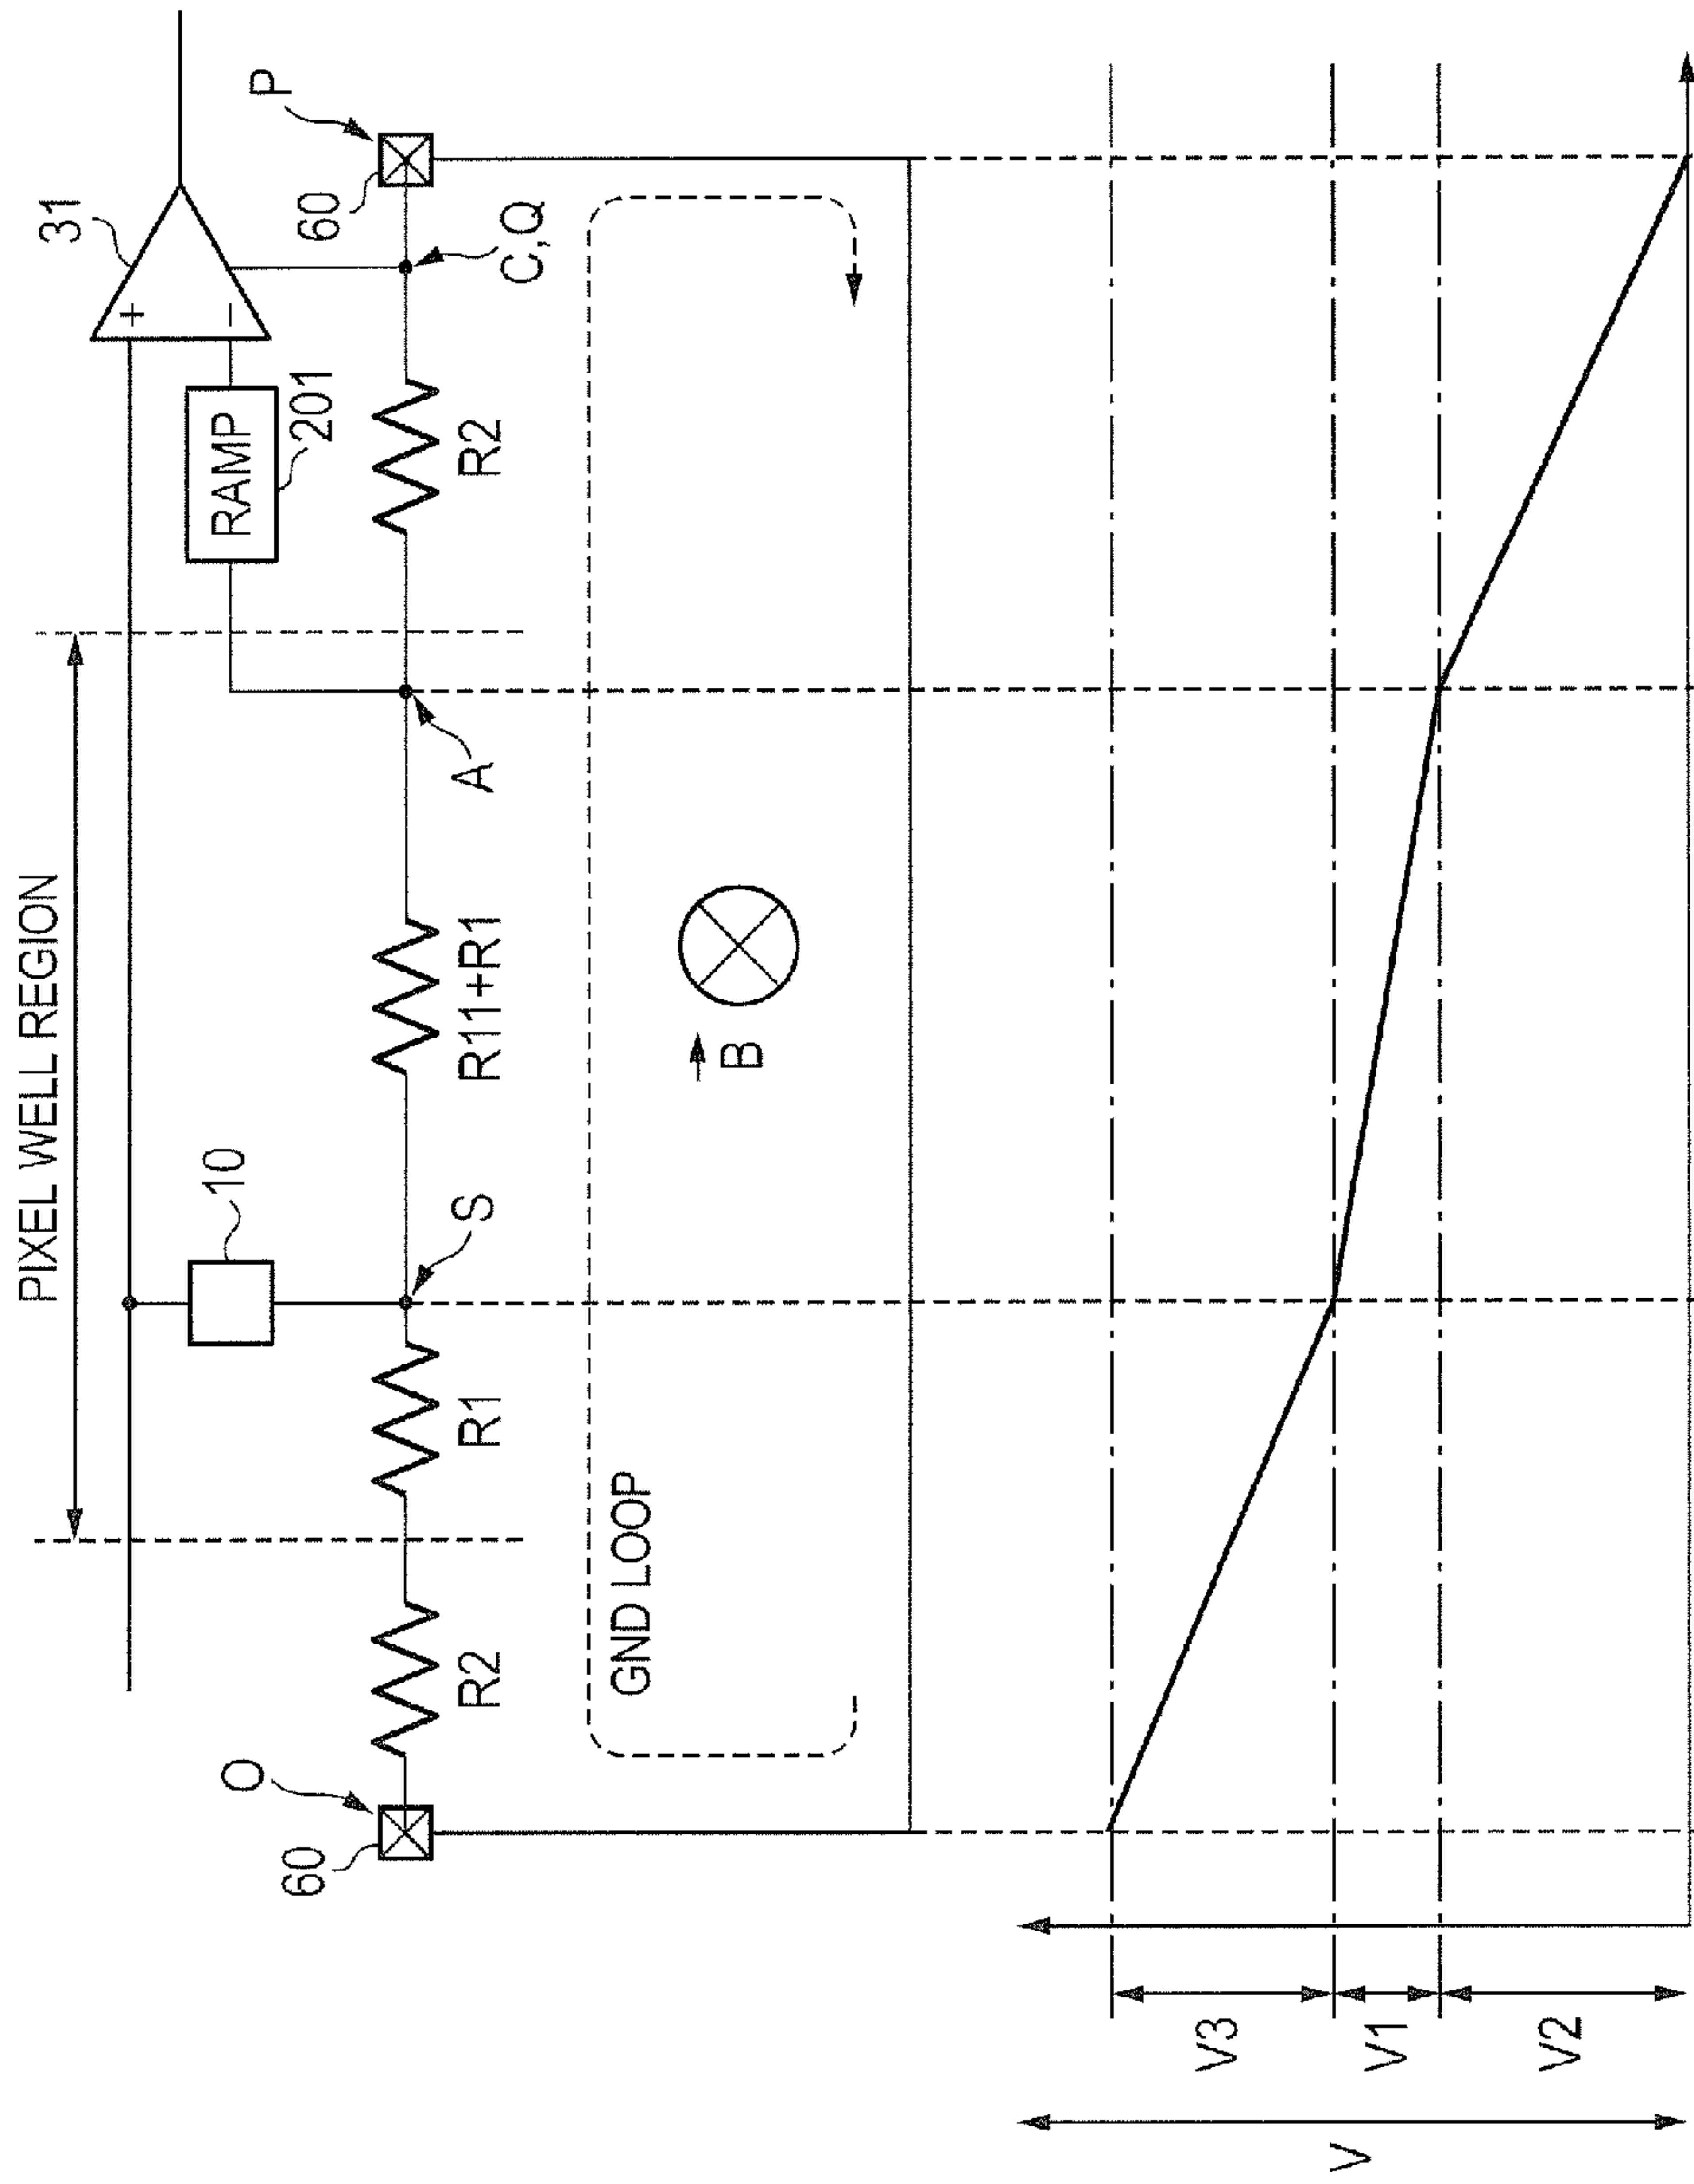 PIXEL WELL REGION
31
+
−
P
60
C,Q
RAMP
201
R2
A
R11+R1
10
S
R1
R2
O
60
GND LOOP
B
V3
V1
V2
V